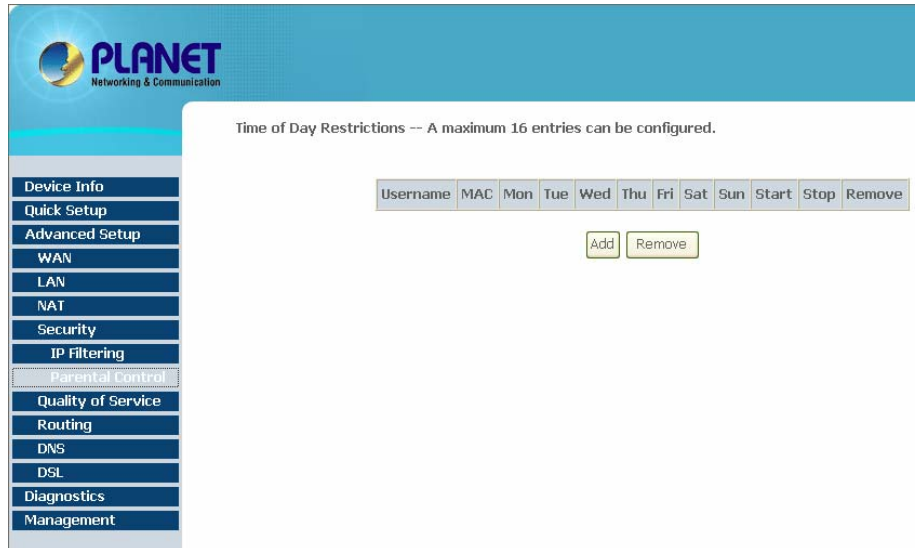 PLANET
Networking & Communication
Time of Day Restrictions -- A maximum 16 entries can be configured.
Device Info
Quick Setup
Advanced Setup
WAN
LAN
NAT
Security
IP Filtering
Parental Control
Quality of Service
Routing
DNS
DSL
Diagnostics
Management
Username MAC Mon Tue Wed Thu Fri Sat Sun Start Stop Remove
Add Remove